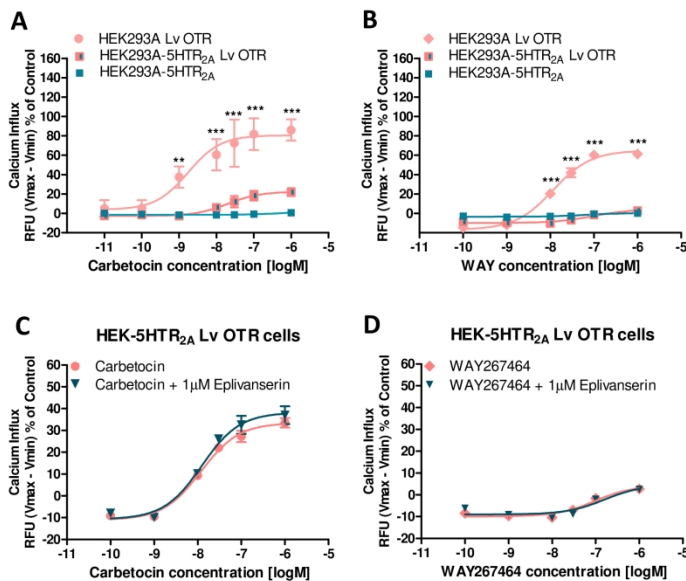 A
HEK293A Lv OTR
HEK293A-5HTR2A Lv OTR
HEK293A-5HTR2A
Calcium Influx
RFU (Vmax - Vmin) % of Control
160
140
120
100
80
60
40
20
0
-20
** *** *** *** ***
-11 -10 -9 -8 -7 -6 -5
Carbetocin concentration [logM]
B
HEK293A Lv OTR
HEK293A-5HTR2A Lv OTR
HEK293A-5HTR2A
Calcium Influx
RFU (Vmax - Vmin) % of Control
160
140
120
100
80
60
40
20
0
-20
*** *** *** ***
-11 -10 -9 -8 -7 -6 -5
WAY concentration [logM]
C
HEK-5HTR2A Lv OTR cells
Carbetocin
Carbetocin + 1μM Eplivanserin
Calcium Influx
RFU (Vmax - Vmin) % of Control
60
50
40
30
20
10
0
-10
-20
-11 -10 -9 -8 -7 -6 -5
Carbetocin concentration [logM]
D
HEK-5HTR2A Lv OTR cells
WAY267464
WAY267464 + 1μM Eplivanserin
Calcium Influx
RFU (Vmax - Vmin) % of Control
60
50
40
30
20
10
0
-10
-20
-11 -10 -9 -8 -7 -6 -5
WAY267464 concentration [logM]